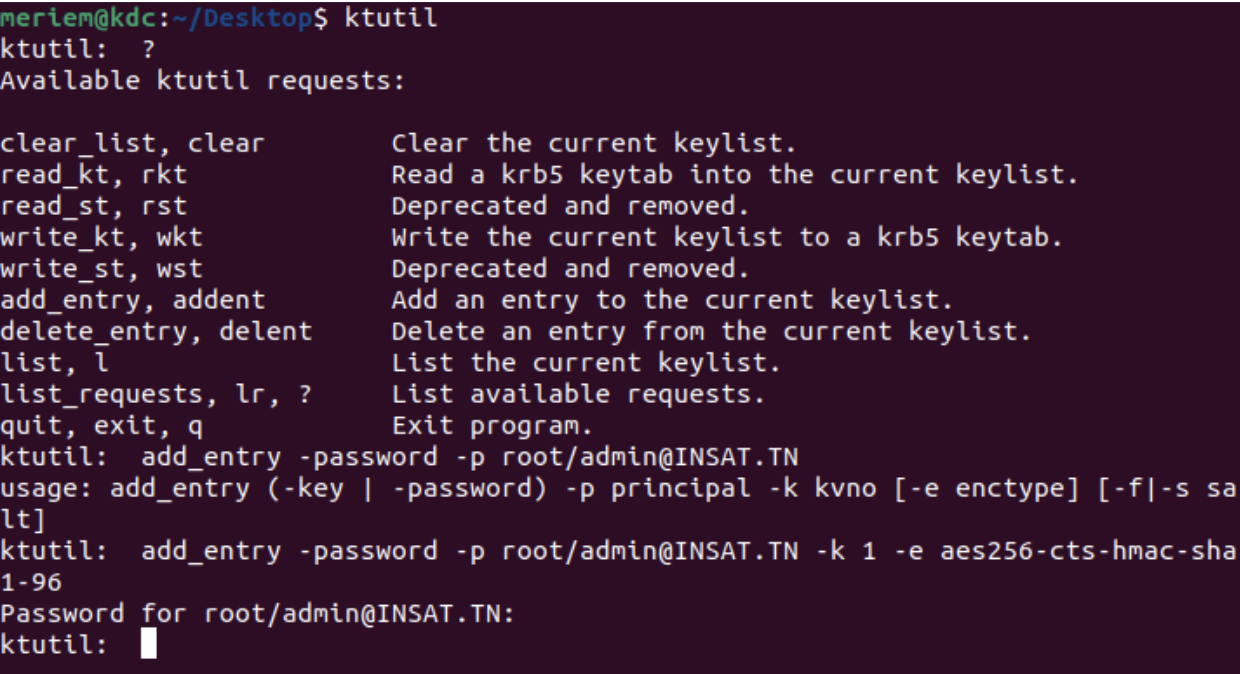 meriem@kdc:~/Desktop$ ktutil
ktutil:  ?
Available ktutil requests:

clear_list, clear        Clear the current keylist.
read_kt, rkt             Read a krb5 keytab into the current keylist.
read_st, rst             Deprecated and removed.
write_kt, wkt            Write the current keylist to a krb5 keytab.
write_st, wst            Deprecated and removed.
add_entry, addent        Add an entry to the current keylist.
delete_entry, delent     Delete an entry from the current keylist.
list, l                  List the current keylist.
list_requests, lr, ?     List available requests.
quit, exit, q            Exit program.
ktutil:  add_entry -password -p root/admin@INSAT.TN
usage: add_entry (-key | -password) -p principal -k kvno [-e enctype] [-f|-s sa
lt]
ktutil:  add_entry -password -p root/admin@INSAT.TN -k 1 -e aes256-cts-hmac-sha
1-96
Password for root/admin@INSAT.TN:
ktutil: